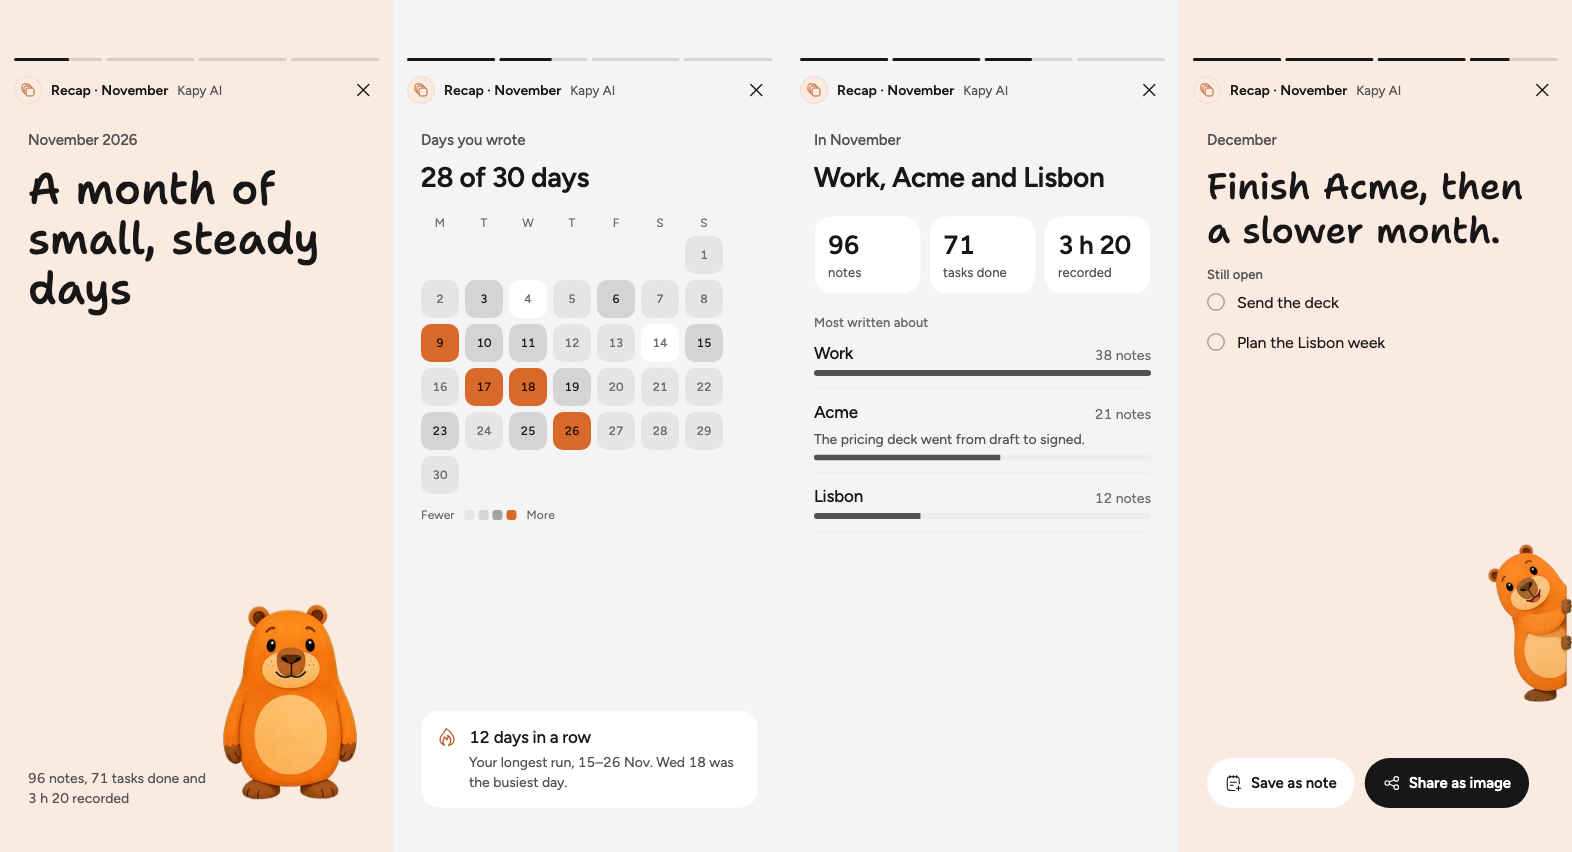 Recap · November Kapy AI
November 2026
A month of
small, steady
days
96 notes, 71 tasks done and
3 h 20 recorded
Recap · November Kapy AI
Days you wrote
28 of 30 days
M T W T F S S
1
2 3 4 5 6 7 8
9 10 11 12 13 14 15
16 17 18 19 20 21 22
23 24 25 26 27 28 29
30
Fewer More
12 days in a row
Your longest run, 15–26 Nov. Wed 18 was
the busiest day.
Recap · November Kapy AI
In November
Work, Acme and Lisbon
96 71 3 h 20
notes tasks done recorded
Most written about
Work 38 notes
Acme 21 notes
The pricing deck went from draft to signed.
Lisbon 12 notes
Recap · November Kapy AI
December
Finish Acme, then
a slower month.
Still open
Send the deck
Plan the Lisbon week
Save as note Share as image